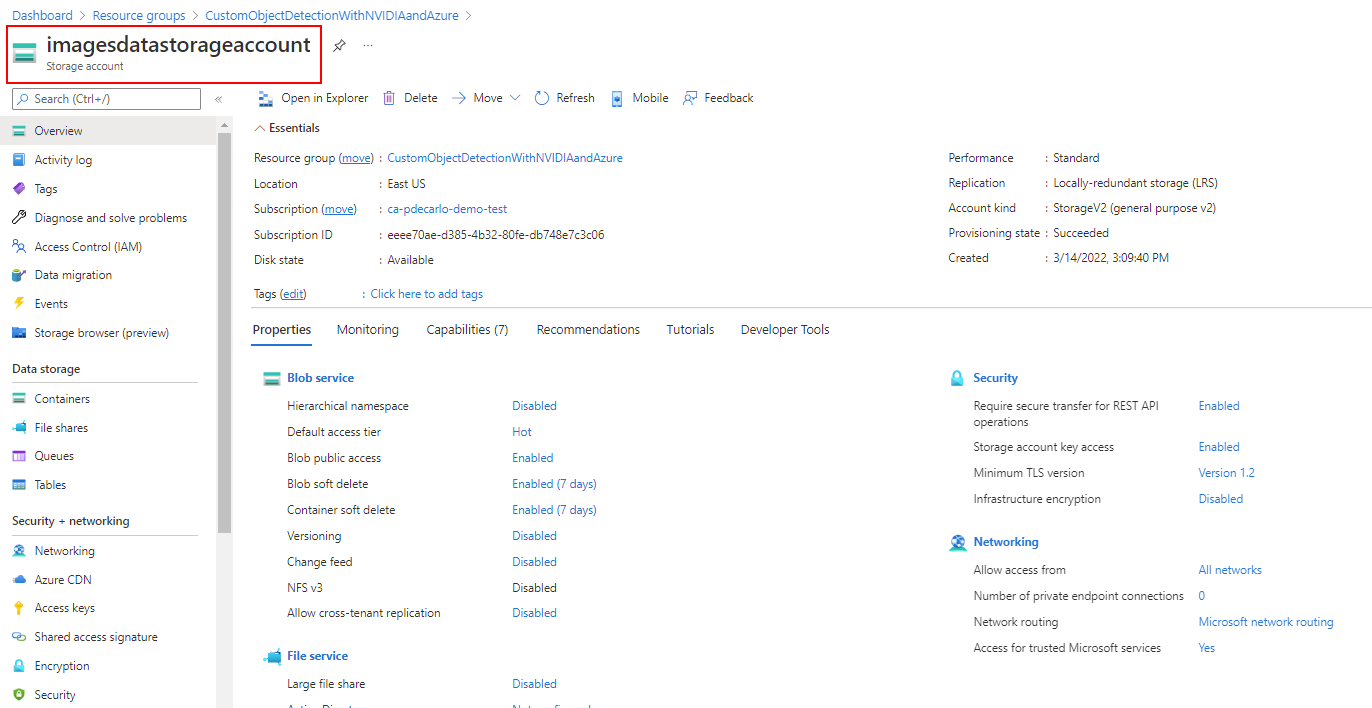 Dashboard > Resource groups > CustomObjectDetectionWithNVIDIAandAzure >
imagesdatastorageaccount ...
Storage account
Search (Ctrl+/) «
Open in Explorer Delete Move Refresh Mobile Feedback
Overview
Activity log
Tags
Diagnose and solve problems
Access Control (IAM)
Data migration
Events
Storage browser (preview)
Data storage
Containers
File shares
Queues
Tables
Security + networking
Networking
Azure CDN
Access keys
Shared access signature
Encryption
Security
Essentials
Resource group (move) : CustomObjectDetectionWithNVIDIAandAzure
Location : East US
Subscription (move) : ca-pdecarlo-demo-test
Subscription ID : eeee70ae-d385-4b32-80fe-db748e7c3c06
Disk state : Available
Tags (edit) : Click here to add tags
Performance : Standard
Replication : Locally-redundant storage (LRS)
Account kind : StorageV2 (general purpose v2)
Provisioning state : Succeeded
Created : 3/14/2022, 3:09:40 PM
Properties Monitoring Capabilities (7) Recommendations Tutorials Developer Tools
Blob service
Hierarchical namespace Disabled
Default access tier Hot
Blob public access Enabled
Blob soft delete Enabled (7 days)
Container soft delete Enabled (7 days)
Versioning Disabled
Change feed Disabled
NFS v3 Disabled
Allow cross-tenant replication Disabled
File service
Large file share Disabled
Security
Require secure transfer for REST API Enabled
operations
Storage account key access Enabled
Minimum TLS version Version 1.2
Infrastructure encryption Disabled
Networking
Allow access from All networks
Number of private endpoint connections 0
Network routing Microsoft network routing
Access for trusted Microsoft services Yes